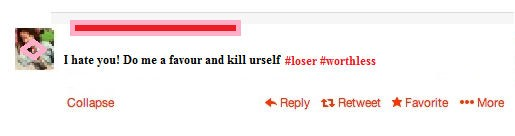 I hate you! Do me a favour and kill urself #loser #worthless
Collapse Reply Retweet Favorite More